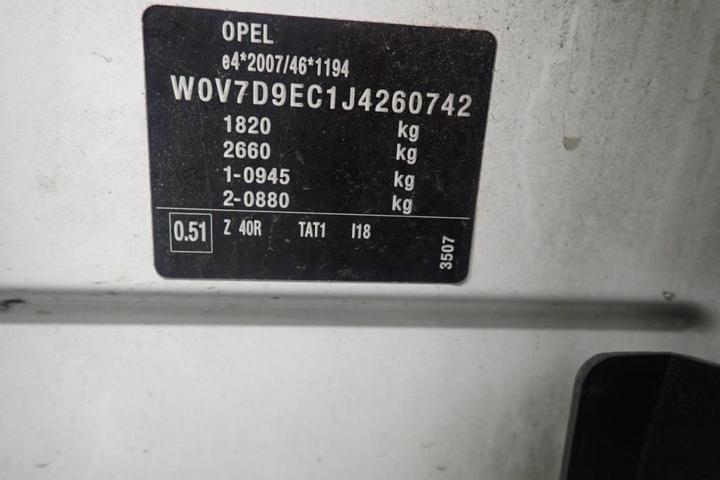 OPEL
e4*2007/46*1194
W0V7D9EC1J4260742
1820 kg
2660 kg
1-0945 kg
2-0880 kg
0.51 Z 40R TAT1 I18
3507